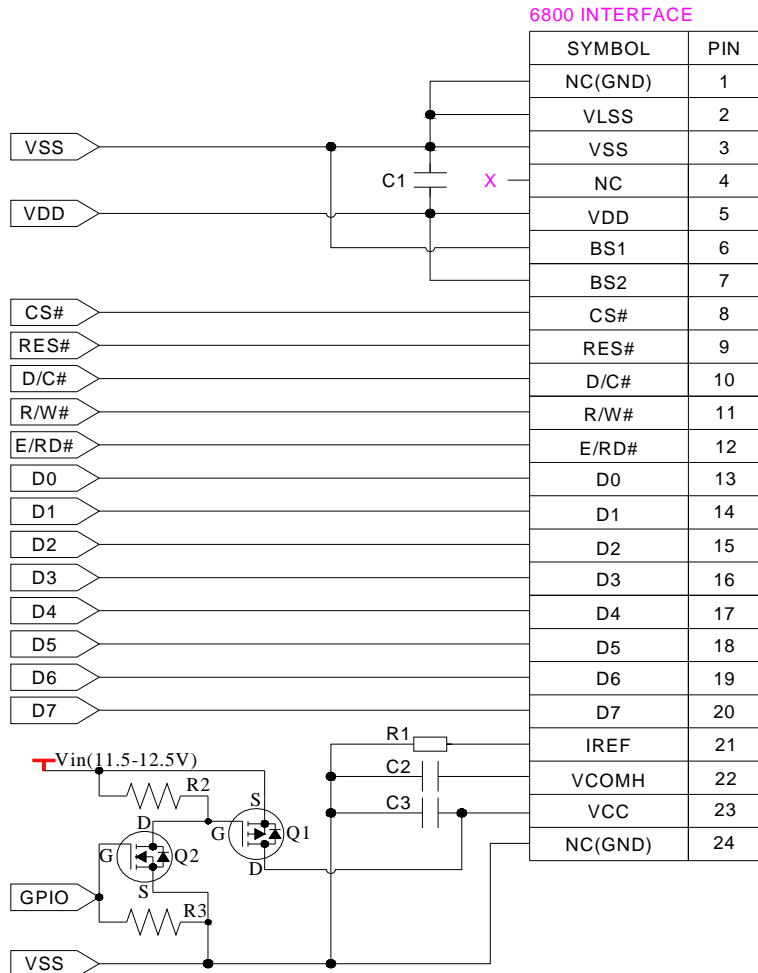 6800 INTERFACE
SYMBOL PIN
NC(GND) 1
VLSS 2
VSS VSS 3
C1 X NC 4
VDD VDD 5
BS1 6
BS2 7
CS# CS# 8
RES# RES# 9
D/C# D/C# 10
R/W# R/W# 11
E/RD# E/RD# 12
D0 D0 13
D1 D1 14
D2 D2 15
D3 D3 16
D4 D4 17
D5 D5 18
D6 D6 19
D7 D7 20
R1 IREF 21
Vin(11.5-12.5V)
C2 VCOMH 22
R2
S
C3 VCC 23
D
G Q1
NC(GND) 24
G Q2
D
S
GPIO
R3
VSS